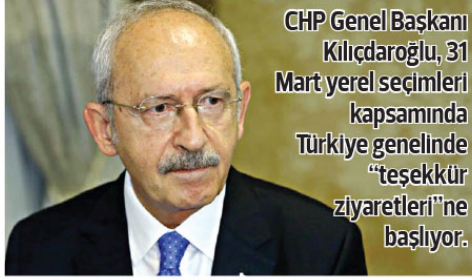 CHP Genel Başkanı
Kılıçdaroğlu, 31
Mart yerel seçimleri
kapsamında
Türkiye genelinde
“teşekkür
ziyaretleri”ne
başlıyor.